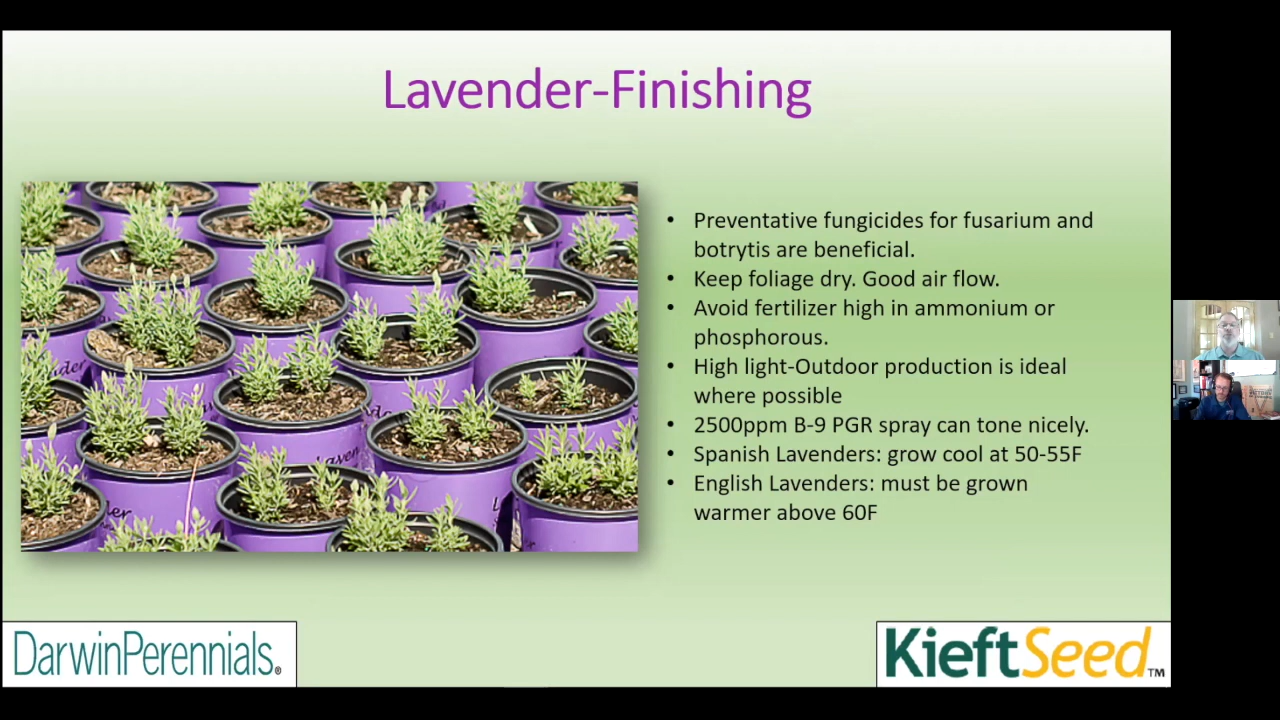 Lavender-Finishing
• Preventative fungicides for fusarium and
botrytis are beneficial.
• Keep foliage dry. Good air flow.
• Avoid fertilizer high in ammonium or
phosphorous.
• High light-Outdoor production is ideal
where possible
• 2500ppm B-9 PGR spray can tone nicely.
• Spanish Lavenders: grow cool at 50-55F
• English Lavenders: must be grown
warmer above 60F
DarwinPerennials®
KieftSeed™